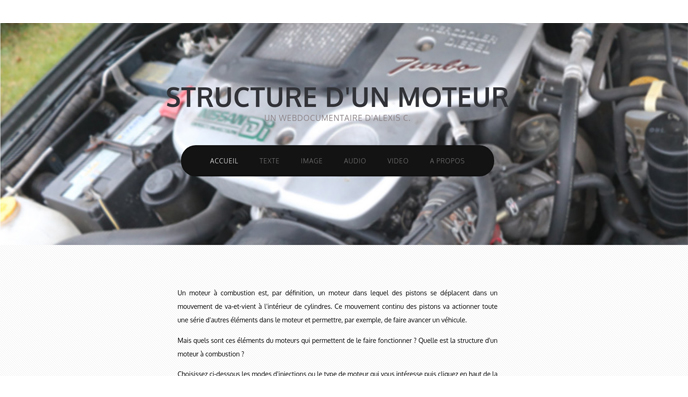 Turbo
STRUCTURE D'UN MOTEUR
UN WEBDOCUMENTAIRE D'ALEXIS C.
ACCUEIL TEXTE IMAGE AUDIO VIDEO A PROPOS
Un moteur à combustion est, par définition, un moteur dans lequel des pistons se déplacent dans un
mouvement de va-et-vient à l'intérieur de cylindres. Ce mouvement continu des pistons va actionner toute
une série d'autres éléments dans le moteur et permettre, par exemple, de faire avancer un véhicule.
Mais quels sont ces éléments du moteurs qui permettent de le faire fonctionner ? Quelle est la structure d'un
moteur à combustion ?
Choisissez ci-dessous les modes d'injections ou le type de moteur qui vous intéresse puis cliquez en haut de la